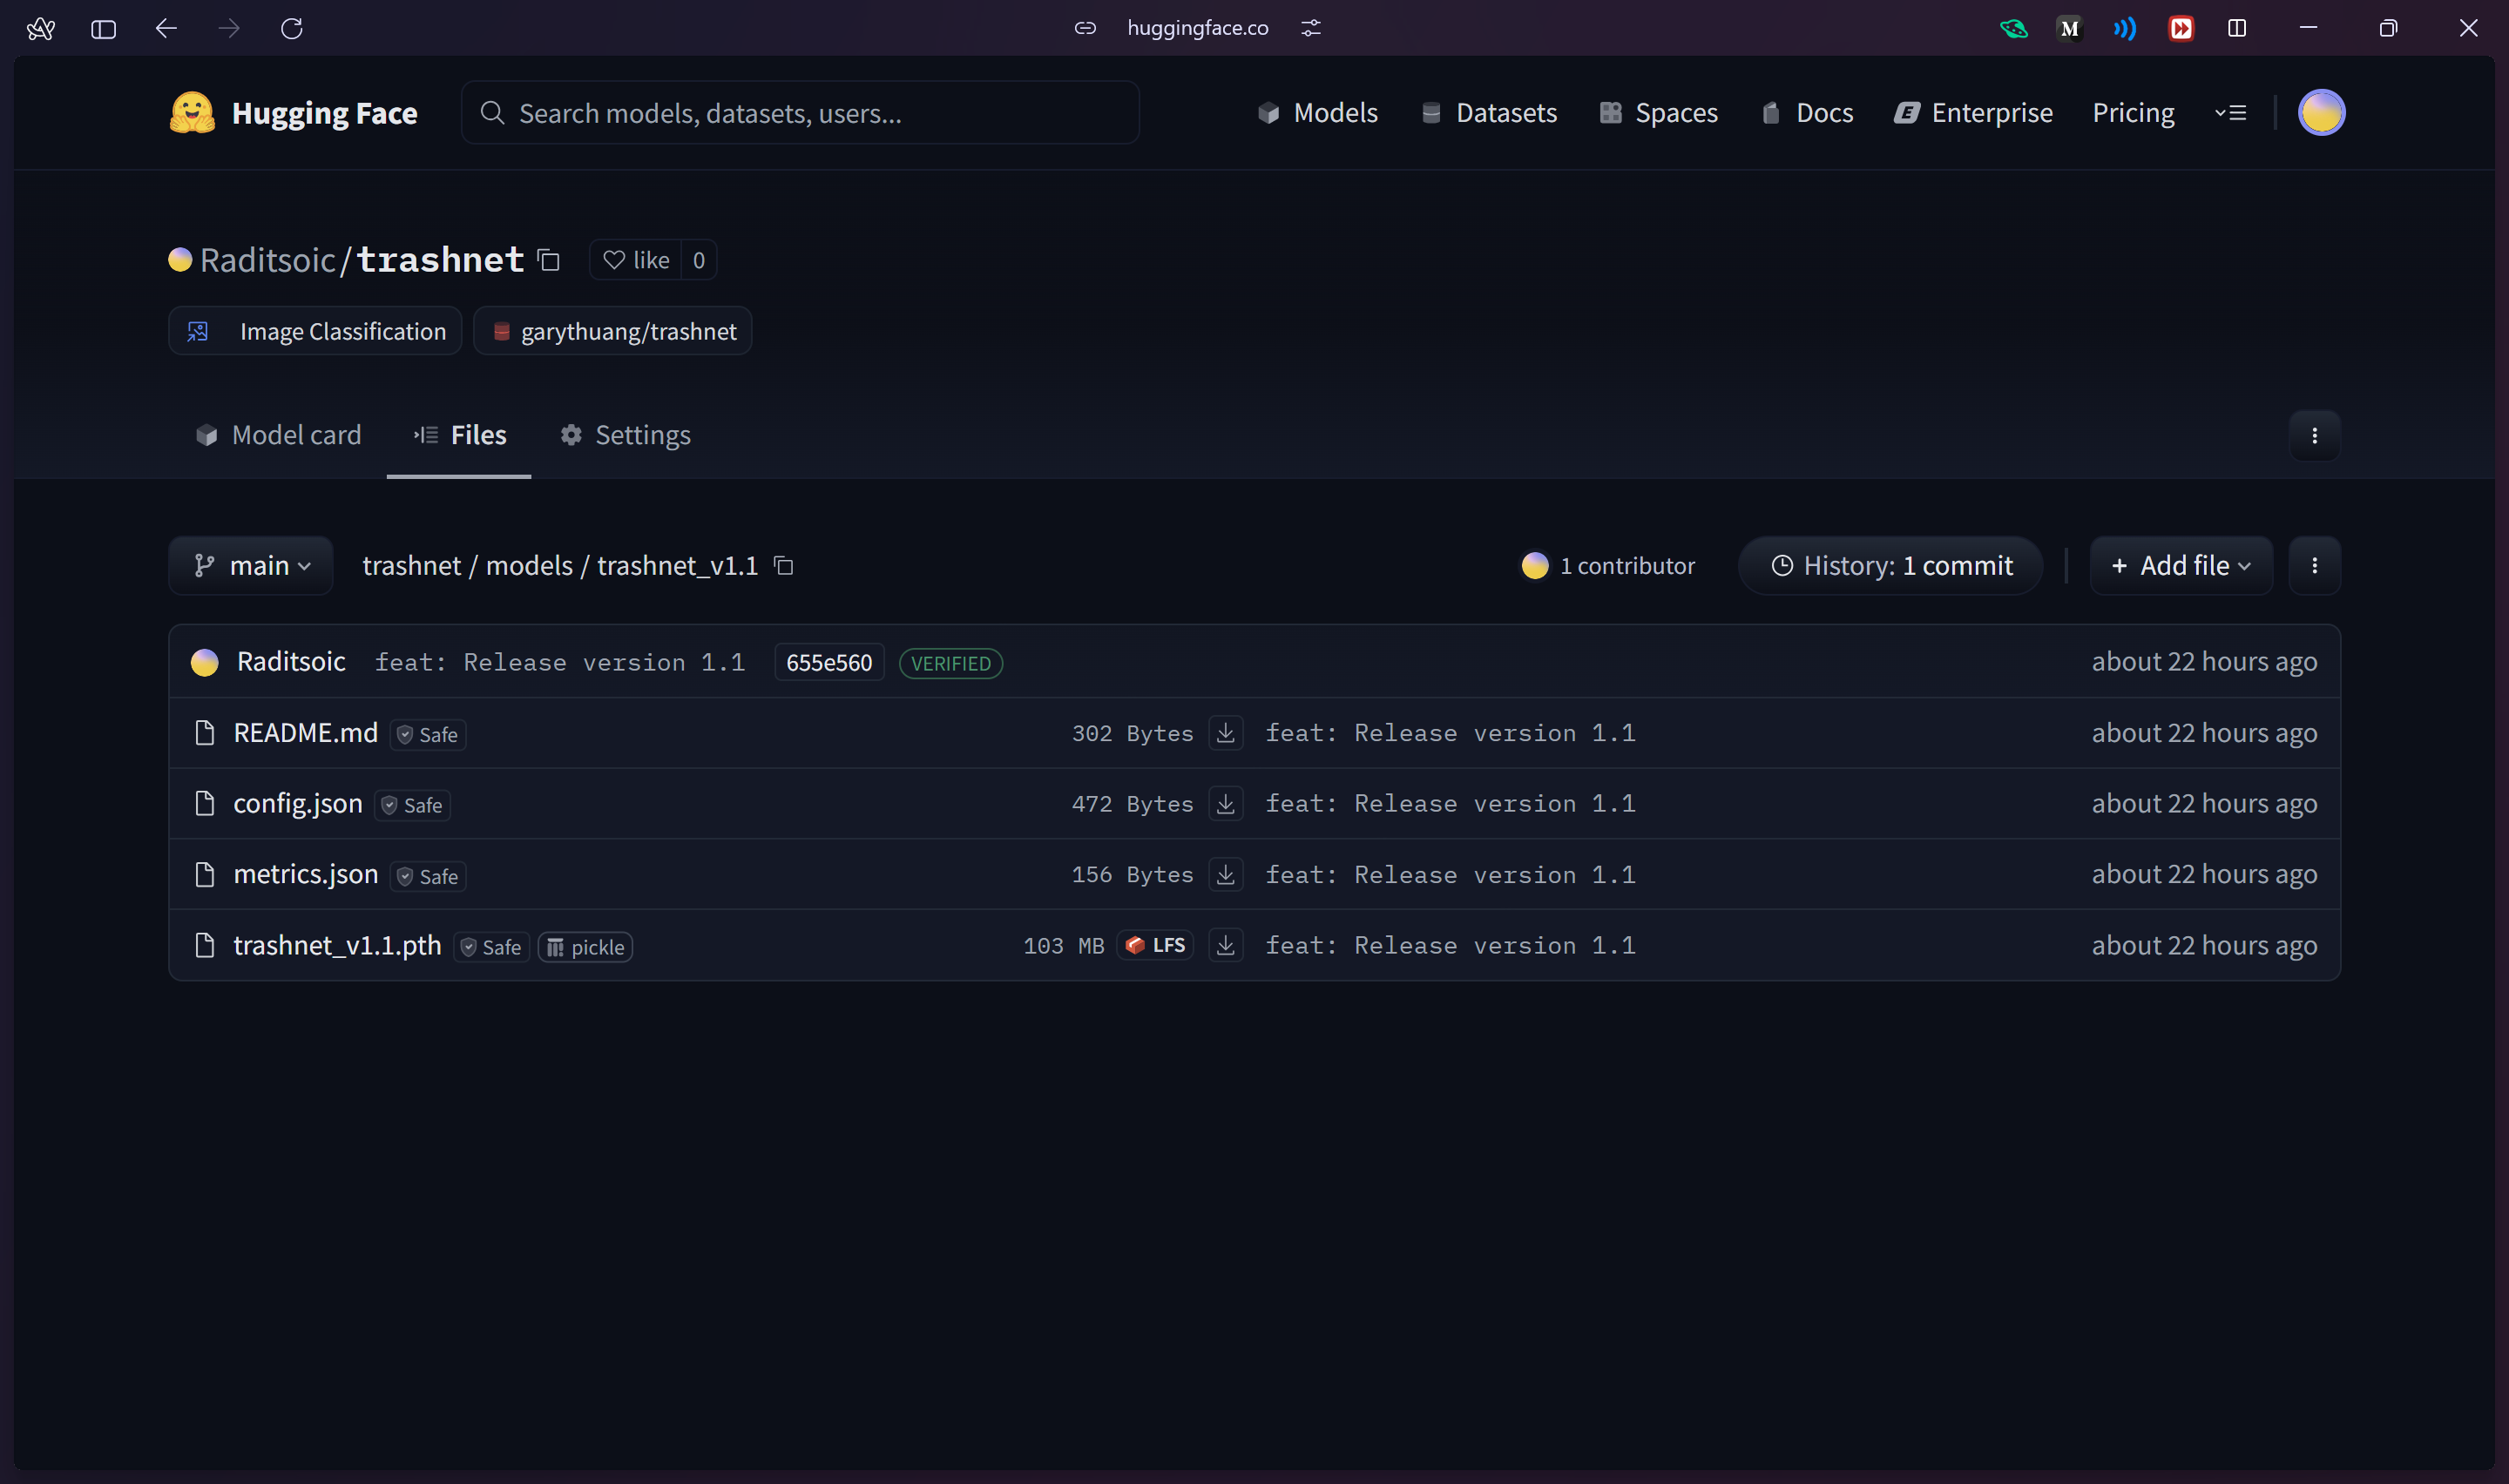 huggingface.co
M
Hugging Face
Search models, datasets, users...
Models
Datasets
Spaces
Docs
E Enterprise
Pricing
Raditsoic/trashnet
like 0
Image Classification
garythuang/trashnet
Model card
Files
Settings
main
trashnet / models / trashnet_v1.1
1 contributor
History: 1 commit
+ Add file
Raditsoic feat: Release version 1.1 655e560 VERIFIED about 22 hours ago
README.md Safe 302 Bytes feat: Release version 1.1 about 22 hours ago
config.json Safe 472 Bytes feat: Release version 1.1 about 22 hours ago
metrics.json Safe 156 Bytes feat: Release version 1.1 about 22 hours ago
trashnet_v1.1.pth Safe pickle 103 MB LFS feat: Release version 1.1 about 22 hours ago